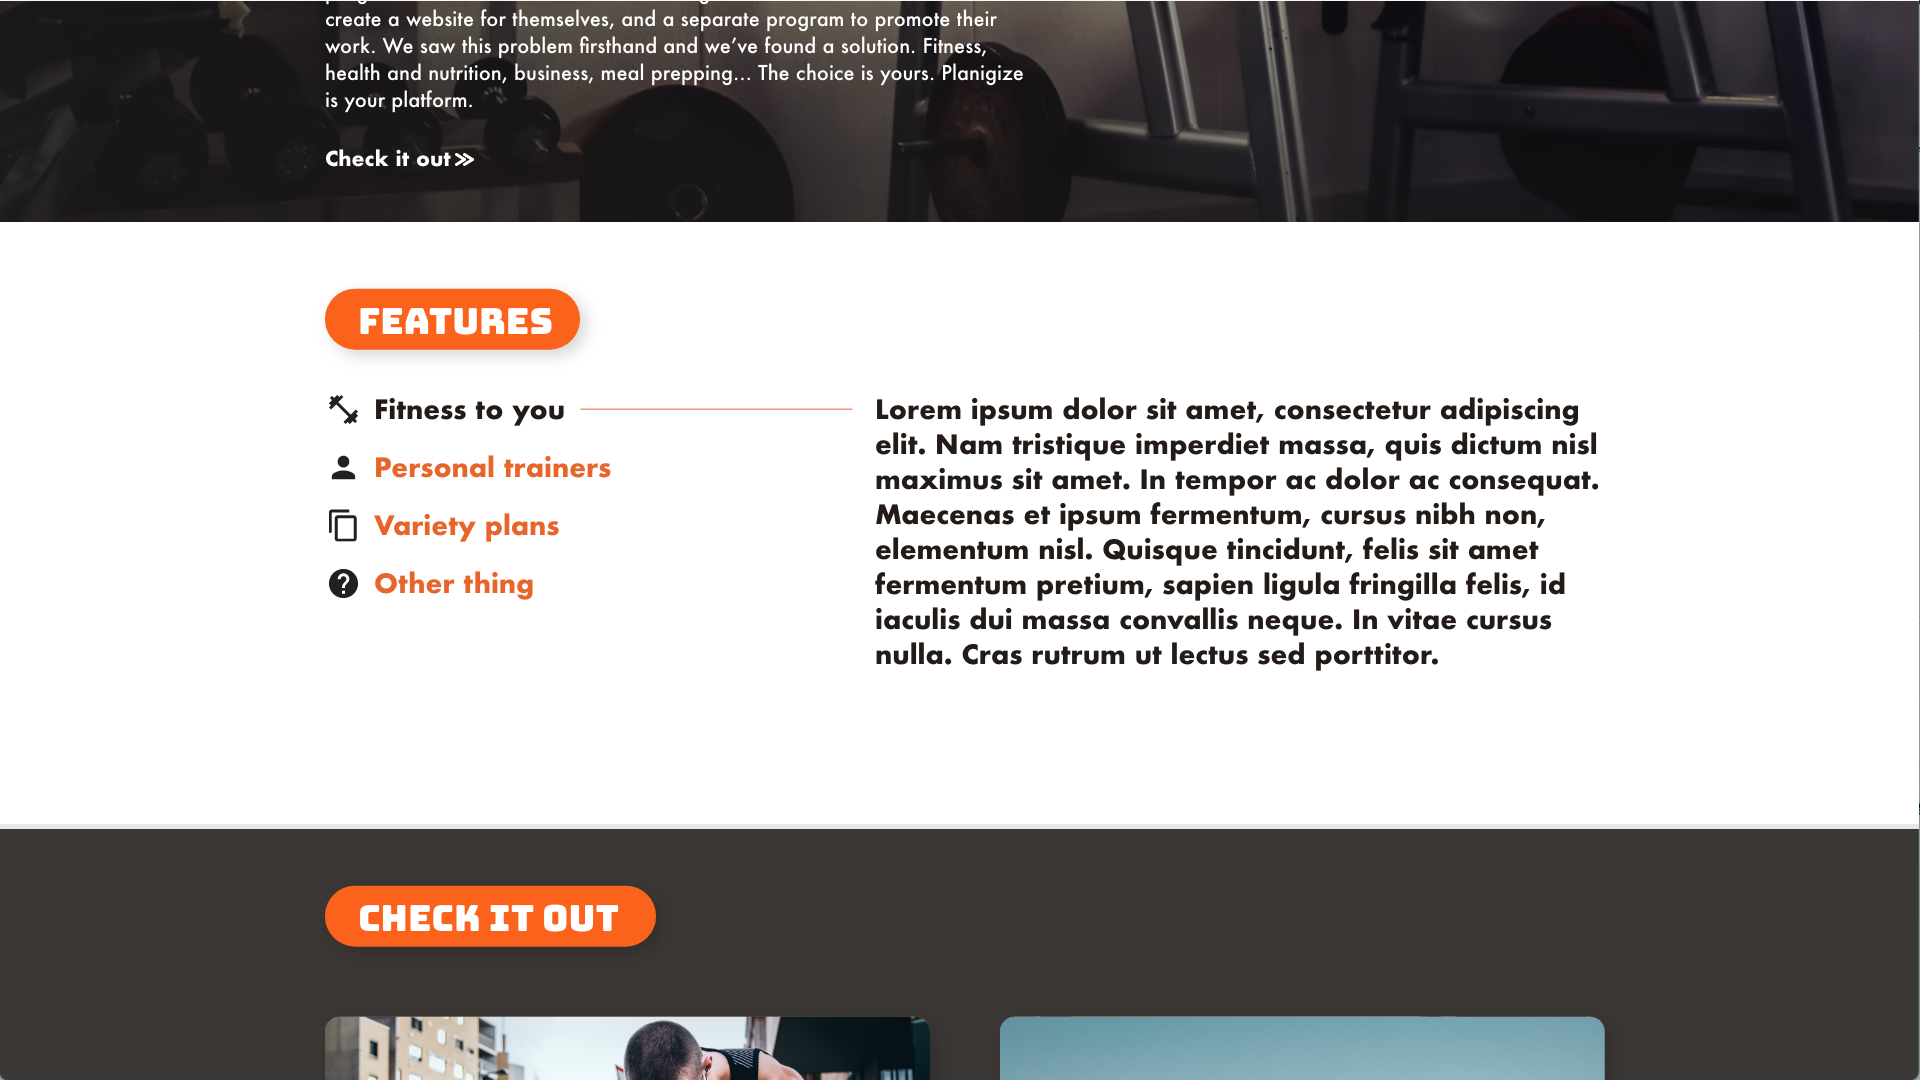 create a website for themselves, and a separate program to promote their
work. We saw this problem firsthand and we've found a solution. Fitness,
health and nutrition, business, meal prepping... The choice is yours. Planigize
is your platform.
Check it out
FEATURES
Fitness to you
Personal trainers
Variety plans
Other thing
Lorem ipsum dolor sit amet, consectetur adipiscing
elit. Nam tristique imperdiet massa, quis dictum nisl
maximus sit amet. In tempor ac dolor ac consequat.
Maecenas et ipsum fermentum, cursus nibh non,
elementum nisl. Quisque tincidunt, felis sit amet
fermentum pretium, sapien ligula fringilla felis, id
iaculis dui massa convallis neque. In vitae cursus
nulla. Cras rutrum ut lectus sed porttitor.
CHECK IT OUT